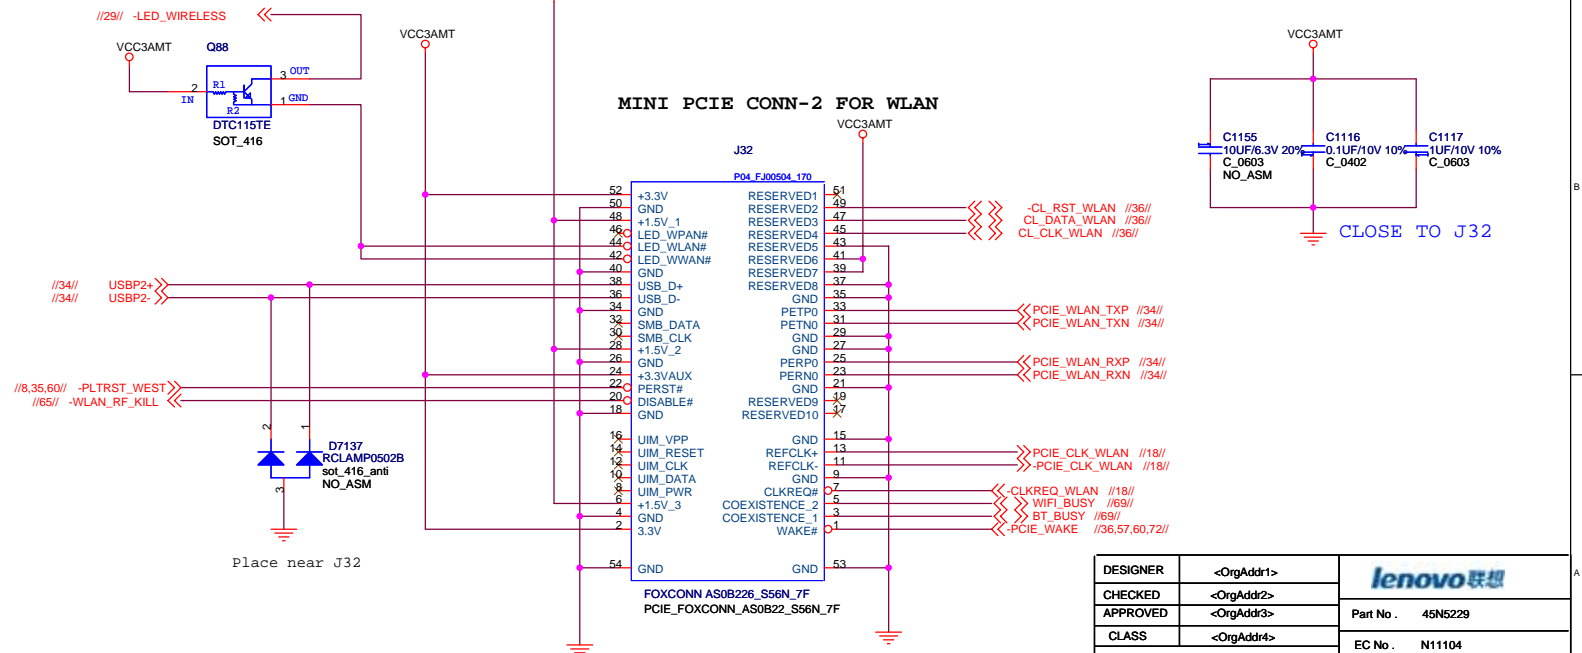 //29// -LED_WIRELESS
VCC3AMT
Q88
2
IN
R1
R2
3 OUT
1 GND
DTC115TE
SOT_416
VCC3AMT
MINI PCIE CONN-2 FOR WLAN
VCC3AMT
J32
P04_FJ00504_170
52 +3.3V RESERVED1 51
50 GND RESERVED2 49 -CL_RST_WLAN //36//
48 +1.5V_1 RESERVED3 47 CL_DATA_WLAN //36//
46 LED_WPAN# RESERVED4 45 CL_CLK_WLAN //36//
44 LED_WLAN# RESERVED5 43
42 LED_WWAN# RESERVED6 41
40 GND RESERVED7 39
//34// USBP2+ 38 USB_D+ RESERVED8 37
//34// USBP2- 36 USB_D- GND 35
34 GND PETP0 33 PCIE_WLAN_TXP //34//
32 SMB_DATA PETN0 31 PCIE_WLAN_TXN //34//
30 SMB_CLK GND 29
28 +1.5V_2 GND 27
26 GND PERP0 25 PCIE_WLAN_RXP //34//
24 +3.3VAUX PERN0 23 PCIE_WLAN_RXN //34//
//8,35,60// -PLTRST_WEST 22 PERST# GND 21
//65// -WLAN_RF_KILL 20 DISABLE# RESERVED9 19
18 GND RESERVED10 17
16 UIM_VPP GND 15
14 UIM_RESET REFCLK+ 13 PCIE_CLK_WLAN //18//
12 UIM_CLK REFCLK- 11 -PCIE_CLK_WLAN //18//
10 UIM_DATA GND 9
8 UIM_PWR CLKREQ# 7 -CLKREQ_WLAN //18//
6 +1.5V_3 COEXISTENCE_2 5 WIFI_BUSY //69//
4 GND COEXISTENCE_1 3 BT_BUSY //69//
2 3.3V WAKE# 1 -PCIE_WAKE //36,57,60,72//
54 GND GND 53
FOXCONN AS0B226_S56N_7F
PCIE_FOXCONN_AS0B22_S56N_7F
2
1
D7137
RCLAMP0502B
sot_416_anti
NO_ASM
3
Place near J32
VCC3AMT
C1155
10UF/6.3V 20%
C_0603
NO_ASM
C1116
0.1UF/10V 10%
C_0402
C1117
1UF/10V 10%
C_0603
CLOSE TO J32
B
A
DESIGNER <OrgAddr1>
CHECKED <OrgAddr2>
APPROVED <OrgAddr3>
CLASS <OrgAddr4>
lenovo联想
Part No . 45N5229
EC No . N11104